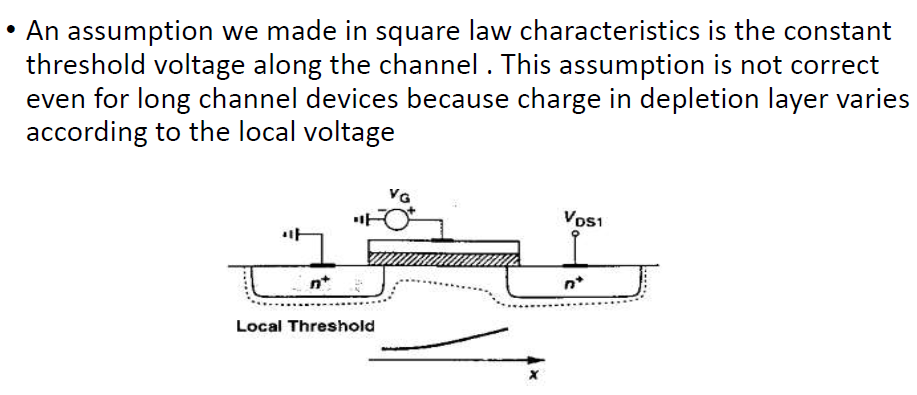 • An assumption we made in square law characteristics is the constant
threshold voltage along the channel . This assumption is not correct
even for long channel devices because charge in depletion layer varies
according to the local voltage
VG
- +
VDS1
n+
n+
Local Threshold
x